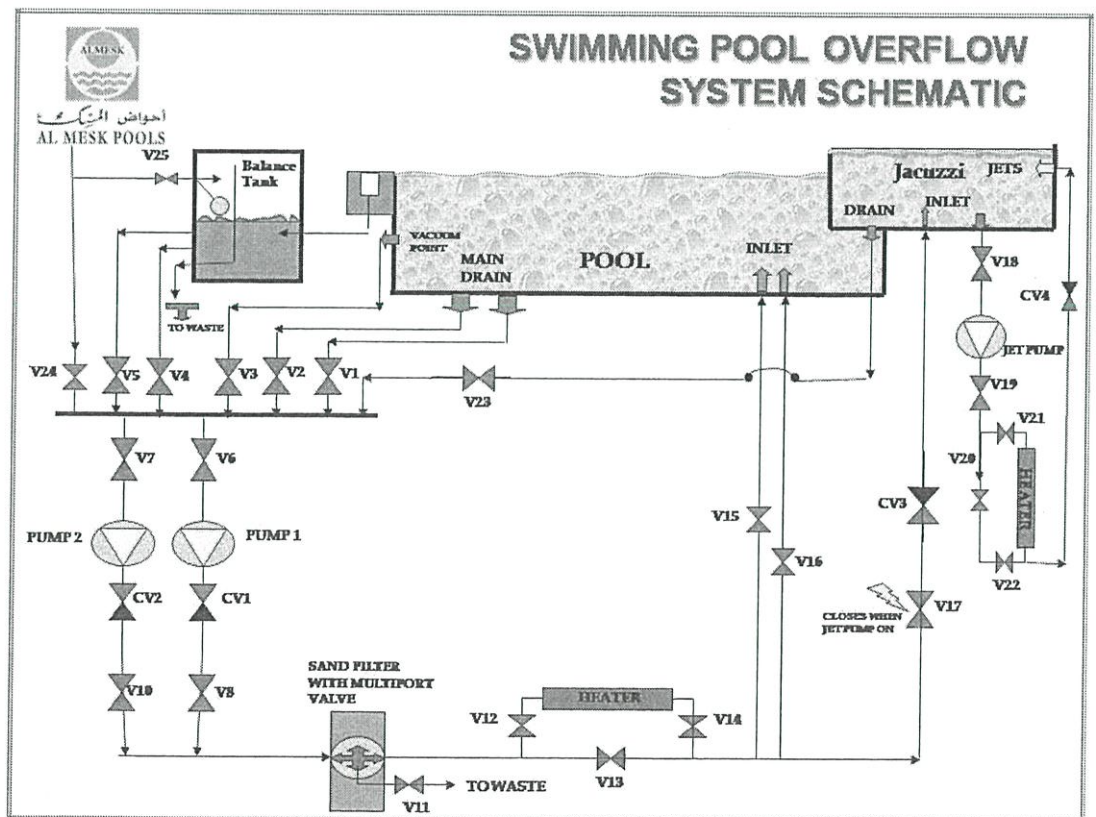 SWIMMING POOL OVERFLOW
SYSTEM SCHEMATIC
ALMESK
أحواض المسك
AL MESK POOLS
V25
Balance
Tank
Jacuzzi
JETS
DRAIN
INLET
VACUUM
POINT
MAIN
DRAIN
POOL
INLET
TO WASTE
V18
CV4
JET PUMP
V24
V5
V4
V3
V2
V1
V23
V19
V21
V20
HEATER
V22
V7
V6
CV3
V15
V16
PUMP 2
PUMP 1
CV2
CV1
CLOSES WHEN
JET PUMP ON
V17
V10
V8
SAND FILTER
WITH MULTIPORT
VALVE
HEATER
V12
V14
V13
V11
TO WASTE